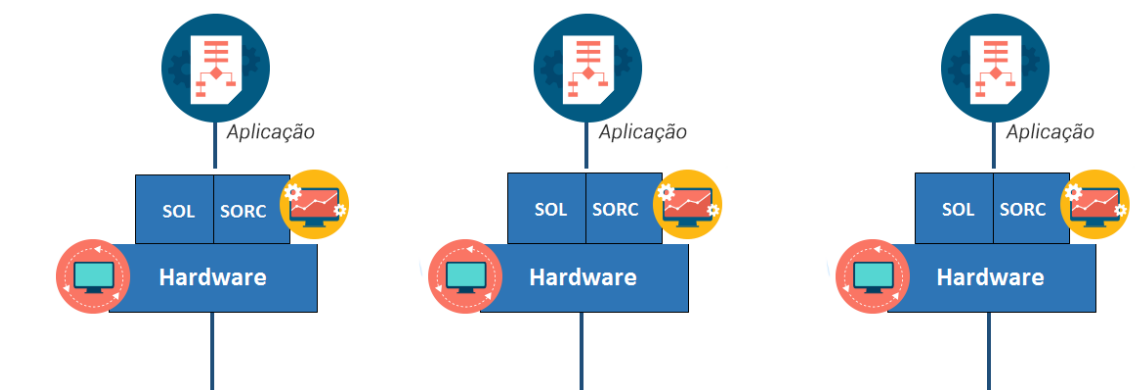 Aplicação
Aplicação
Aplicação
SOL SORC
SOL SORC
SOL SORC
Hardware
Hardware
Hardware